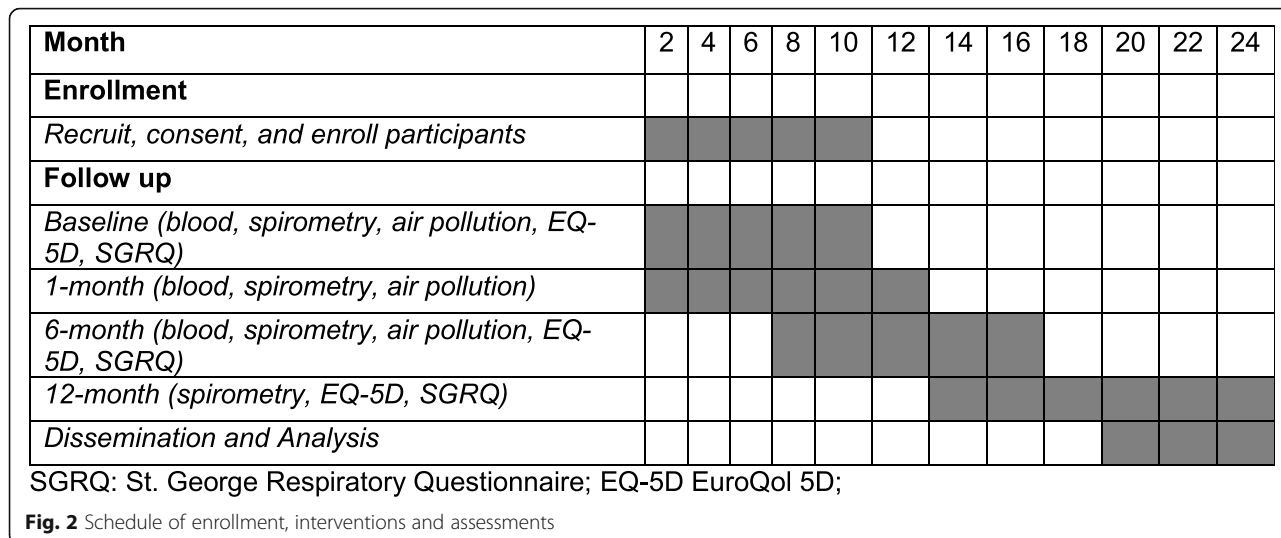 Month 2 4 6 8 10 12 14 16 18 20 22 24
Enrollment
Recruit, consent, and enroll participants
Follow up
Baseline (blood, spirometry, air pollution, EQ-
5D, SGRQ)
1-month (blood, spirometry, air pollution)
6-month (blood, spirometry, air pollution, EQ-
5D, SGRQ)
12-month (spirometry, EQ-5D, SGRQ)
Dissemination and Analysis
SGRQ: St. George Respiratory Questionnaire; EQ-5D EuroQol 5D;
Fig. 2 Schedule of enrollment, interventions and assessments